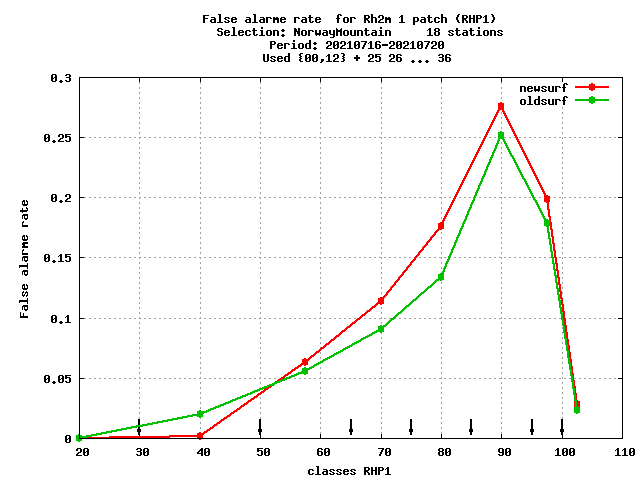 False alarme rate  for Rh2m 1 patch (RHP1)
Selection: NorwayMountain     18 stations
Period: 20210716-20210720
Used {00,12} + 25 26 ... 36
newsurf
oldsurf
0.3
0.25
0.2
0.15
0.1
0.05
0
False alarme rate
20 30 40 50 60 70 80 90 100 110
classes RHP1